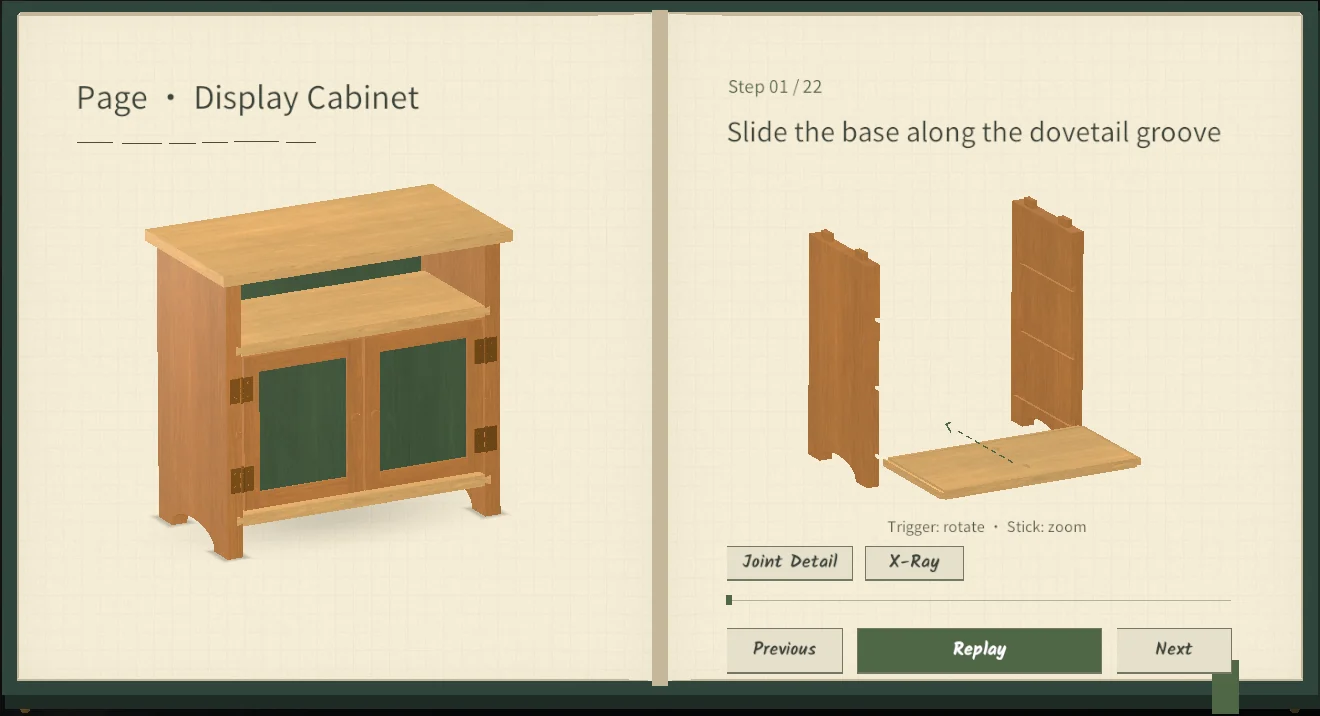 Page · Display Cabinet
Step 01 / 22
Slide the base along the dovetail groove
Trigger: rotate · Stick: zoom
Joint Detail
X-Ray
Previous
Replay
Next